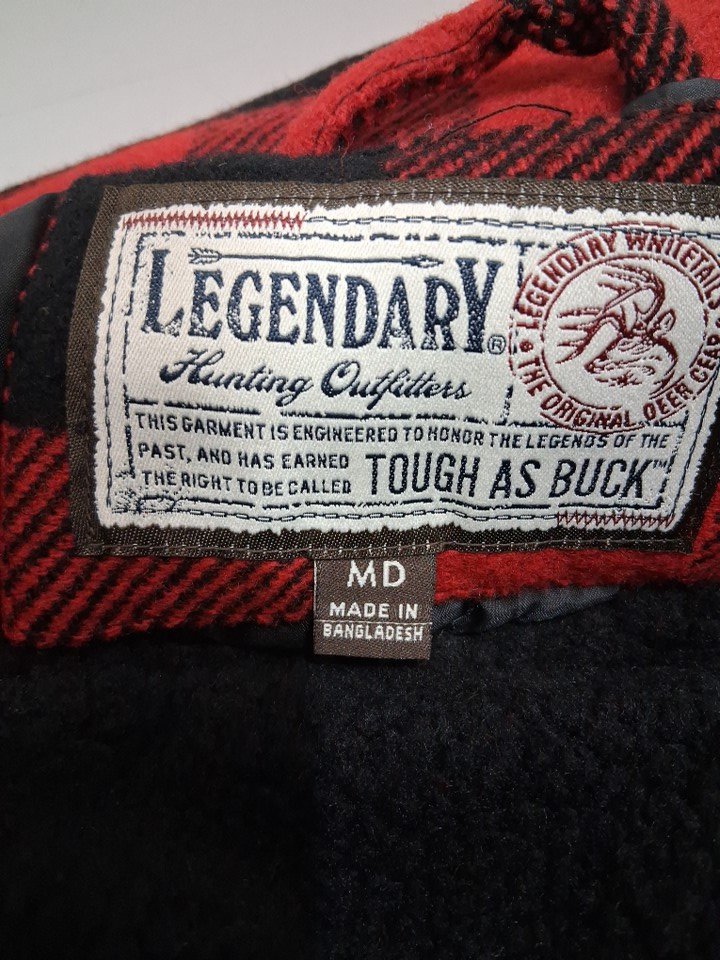 LEGENDARY®
Hunting Outfitters
THIS GARMENT IS ENGINEERED TO HONOR THE LEGENDS OF THE
PAST, AND HAS EARNED
THE RIGHT TO BE CALLED
TOUGH AS BUCK™
LEGENDARY WHITETAILS
• THE ORIGINAL DEER GEAR •
MD
MADE IN
BANGLADESH